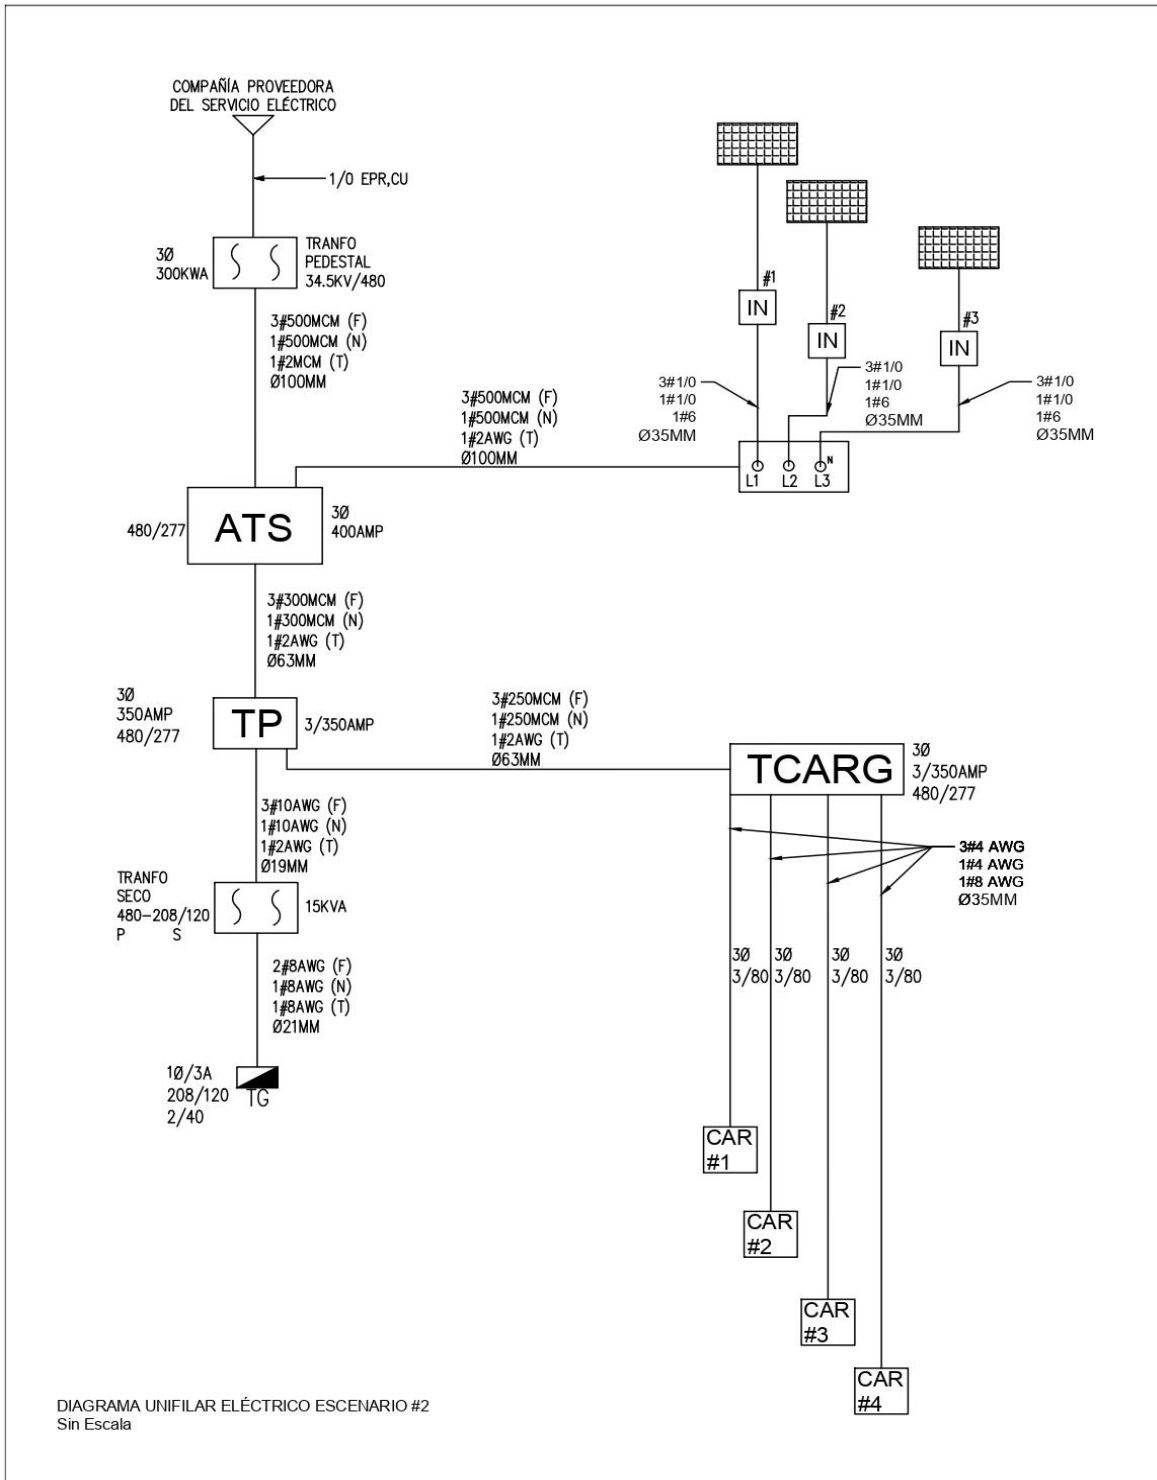 COMPAÑÍA PROVEEDORA
DEL SERVICIO ELÉCTRICO
1/0 EPR,CU
3Ø
300KWA
TRANFO
PEDESTAL
34.5KV/480
3#500MCM (F)
1#500MCM (N)
1#2MCM (T)
Ø100MM
#1
IN
#2
IN
#3
IN
3#1/0
1#1/0
1#6
Ø35MM
3#1/0
1#1/0
1#6
Ø35MM
3#1/0
1#1/0
1#6
Ø35MM
3#500MCM (F)
1#500MCM (N)
1#2AWG (T)
Ø100MM
N
L1
L2
L3
480/277
ATS
3Ø
400AMP
3#300MCM (F)
1#300MCM (N)
1#2AWG (T)
Ø63MM
3Ø
350AMP
480/277
TP
3/350AMP
3#250MCM (F)
1#250MCM (N)
1#2AWG (T)
Ø63MM
TCARG
3Ø
3/350AMP
480/277
3#10AWG (F)
1#10AWG (N)
1#2AWG (T)
Ø19MM
3#4 AWG
1#4 AWG
1#8 AWG
Ø35MM
TRANFO
SECO
480-208/120
P S
15KVA
2#8AWG (F)
1#8AWG (N)
1#8AWG (T)
Ø21MM
3Ø
3/80
3Ø
3/80
3Ø
3/80
3Ø
3/80
1Ø/3A
208/120
2/40
TG
CAR
#1
CAR
#2
CAR
#3
CAR
#4
DIAGRAMA UNIFILAR ELÉCTRICO ESCENARIO #2
Sin Escala